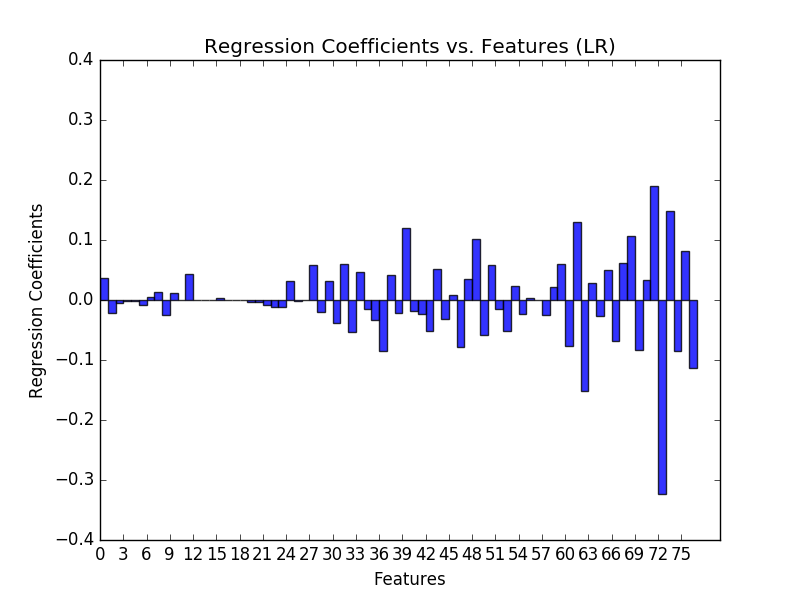 Regression Coefficients vs. Features (LR)
0.4
0.3
0.2
0.1
0.0
−0.1
−0.2
−0.3
−0.4
Regression Coefficients
0 3 6 9 12 15 18 21 24 27 30 33 36 39 42 45 48 51 54 57 60 63 66 69 72 75
Features